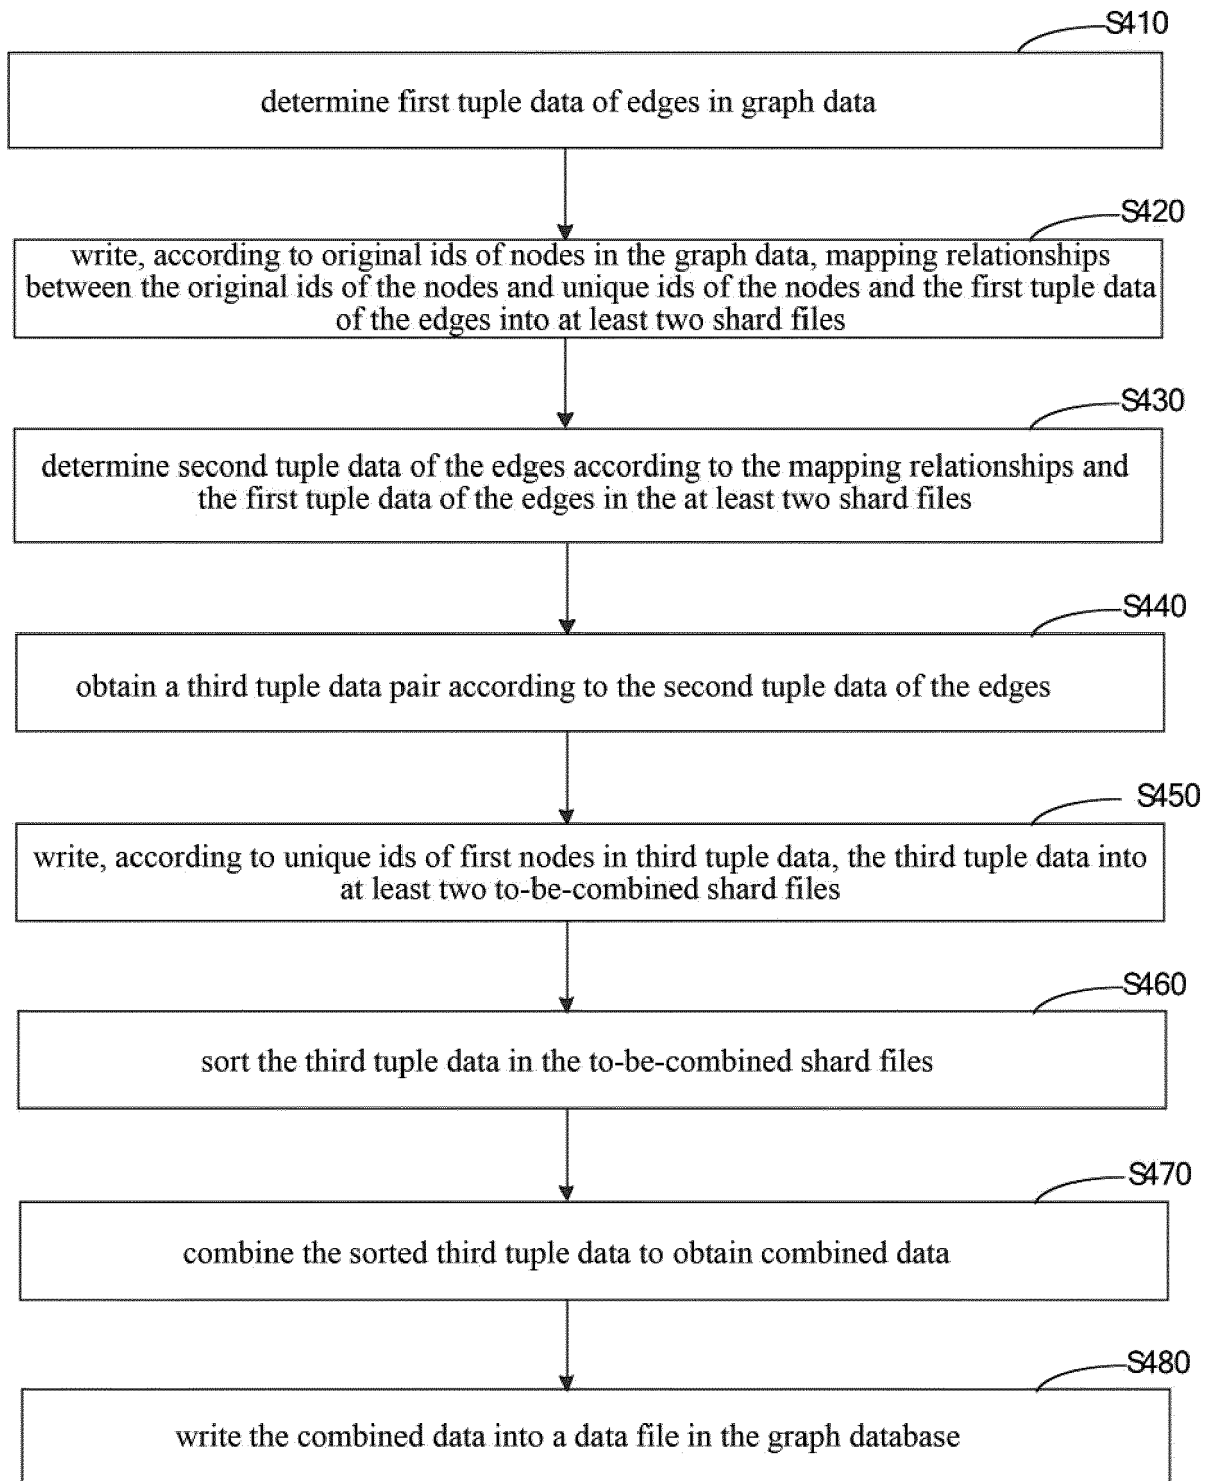 S410
determine first tuple data of edges in graph data
S420
write, according to original ids of nodes in the graph data, mapping relationships
between the original ids of the nodes and unique ids of the nodes and the first tuple data
of the edges into at least two shard files
S430
determine second tuple data of the edges according to the mapping relationships and
the first tuple data of the edges in the at least two shard files
S440
obtain a third tuple data pair according to the second tuple data of the edges
S450
write, according to unique ids of first nodes in third tuple data, the third tuple data into
at least two to-be-combined shard files
S460
sort the third tuple data in the to-be-combined shard files
S470
combine the sorted third tuple data to obtain combined data
S480
write the combined data into a data file in the graph database